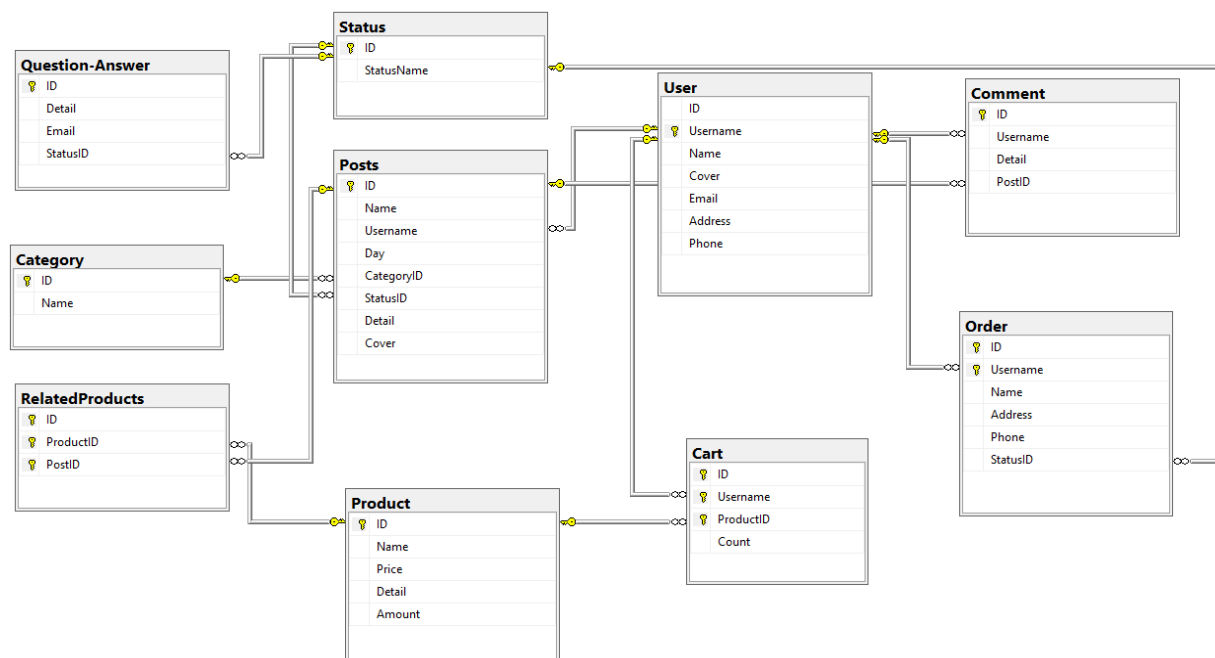 Status
ID
StatusName
Question-Answer
ID
Detail
Email
StatusID
User
ID
Username
Name
Cover
Email
Address
Phone
Comment
ID
Username
Detail
PostID
Posts
ID
Name
Username
Day
CategoryID
StatusID
Detail
Cover
Category
ID
Name
Order
ID
Username
Name
Address
Phone
StatusID
RelatedProducts
ID
ProductID
PostID
Cart
ID
Username
ProductID
Count
Product
ID
Name
Price
Detail
Amount